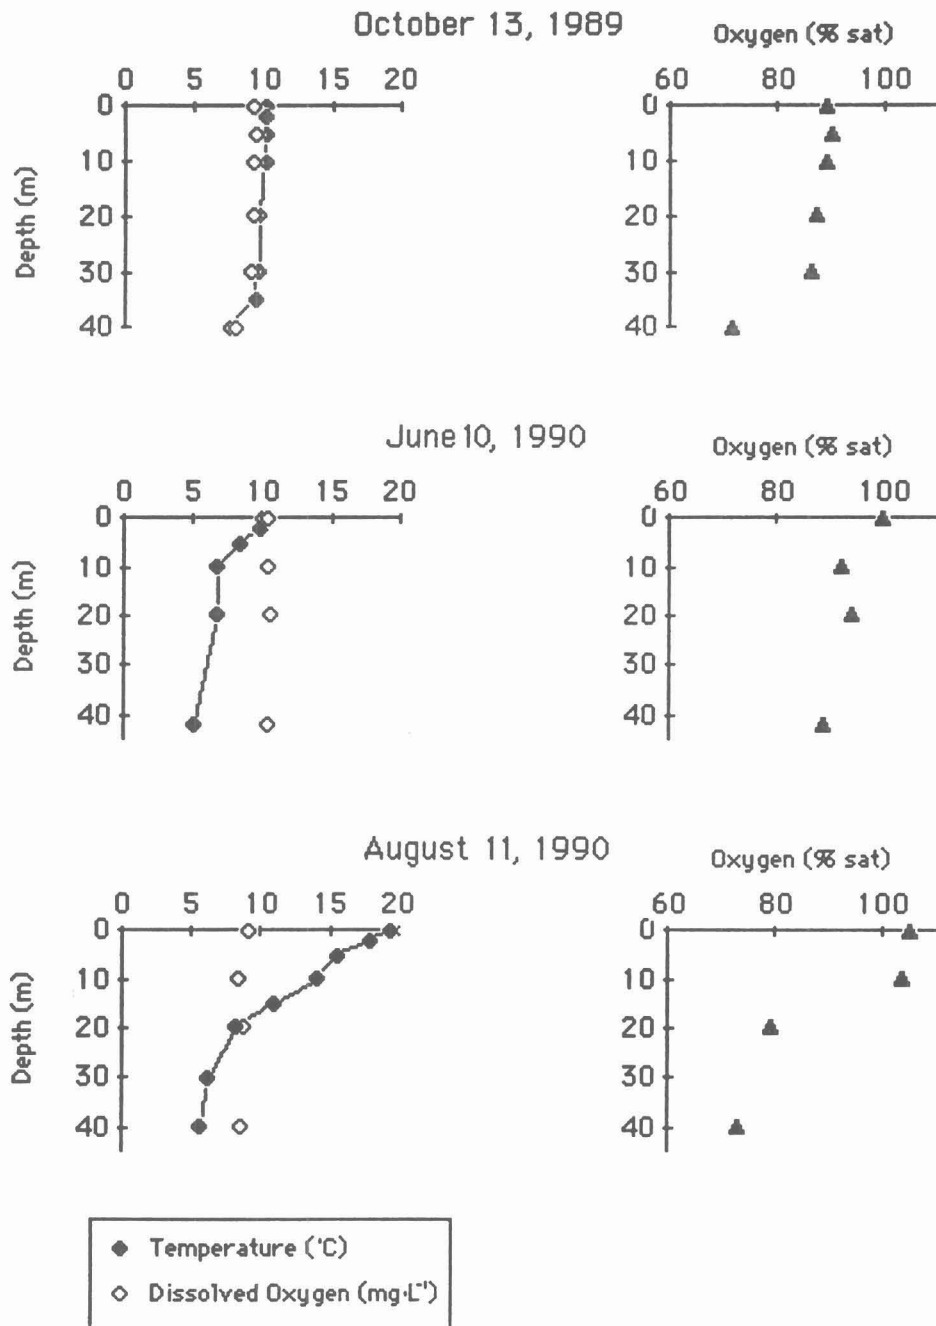 October 13, 1989
Oxygen (% sat)
0 5 10 15 20
60 80 100
0
10
20
30
40
Depth (m)
0
10
20
30
40
June 10, 1990
Oxygen (% sat)
0 5 10 15 20
60 80 100
0
10
20
30
40
Depth (m)
0
10
20
30
40
August 11, 1990
Oxygen (% sat)
0 5 10 15 20
60 80 100
0
10
20
30
40
Depth (m)
0
10
20
30
40
Temperature (°C)
Dissolved Oxygen (mg·L⁻¹)